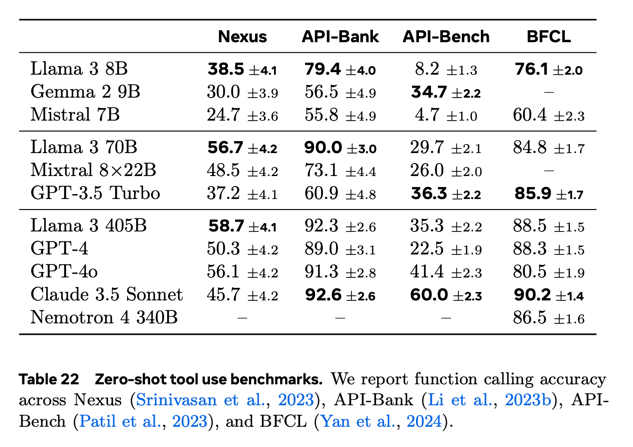 Nexus API-Bank API-Bench BFCL
Llama 3 8B 38.5 ±4.1 79.4 ±4.0 8.2 ±1.3 76.1 ±2.0
Gemma 2 9B 30.0 ±3.9 56.5 ±4.9 34.7 ±2.2 –
Mistral 7B 24.7 ±3.6 55.8 ±4.9 4.7 ±1.0 60.4 ±2.3
Llama 3 70B 56.7 ±4.2 90.0 ±3.0 29.7 ±2.1 84.8 ±1.7
Mixtral 8×22B 48.5 ±4.2 73.1 ±4.4 26.0 ±2.0 –
GPT-3.5 Turbo 37.2 ±4.1 60.9 ±4.8 36.3 ±2.2 85.9 ±1.7
Llama 3 405B 58.7 ±4.1 92.3 ±2.6 35.3 ±2.2 88.5 ±1.5
GPT-4 50.3 ±4.2 89.0 ±3.1 22.5 ±1.9 88.3 ±1.5
GPT-4o 56.1 ±4.2 91.3 ±2.8 41.4 ±2.3 80.5 ±1.9
Claude 3.5 Sonnet 45.7 ±4.2 92.6 ±2.6 60.0 ±2.3 90.2 ±1.4
Nemotron 4 340B – – – 86.5 ±1.6
Table 22 Zero-shot tool use benchmarks. We report function calling accuracy
across Nexus (Srinivasan et al., 2023), API-Bank (Li et al., 2023b), API-
Bench (Patil et al., 2023), and BFCL (Yan et al., 2024).